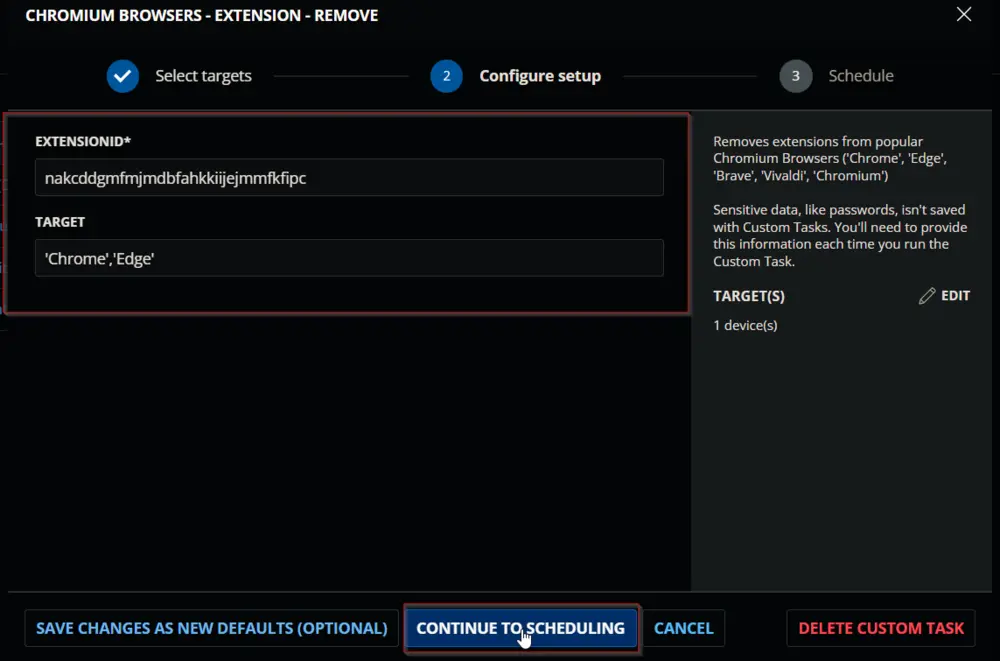 CHROMIUM BROWSERS - EXTENSION - REMOVE
Select targets
2
Configure setup
3
Schedule
EXTENSIONID*
nakcddgmfmjmdbfahkkiijejmmfkfipc
TARGET
'Chrome','Edge'
Removes extensions from popular
Chromium Browsers ('Chrome', 'Edge',
'Brave', 'Vivaldi', 'Chromium')
Sensitive data, like passwords, isn't saved
with Custom Tasks. You'll need to provide
this information each time you run the
Custom Task.
TARGET(S)
EDIT
1 device(s)
SAVE CHANGES AS NEW DEFAULTS (OPTIONAL)
CONTINUE TO SCHEDULING
CANCEL
DELETE CUSTOM TASK